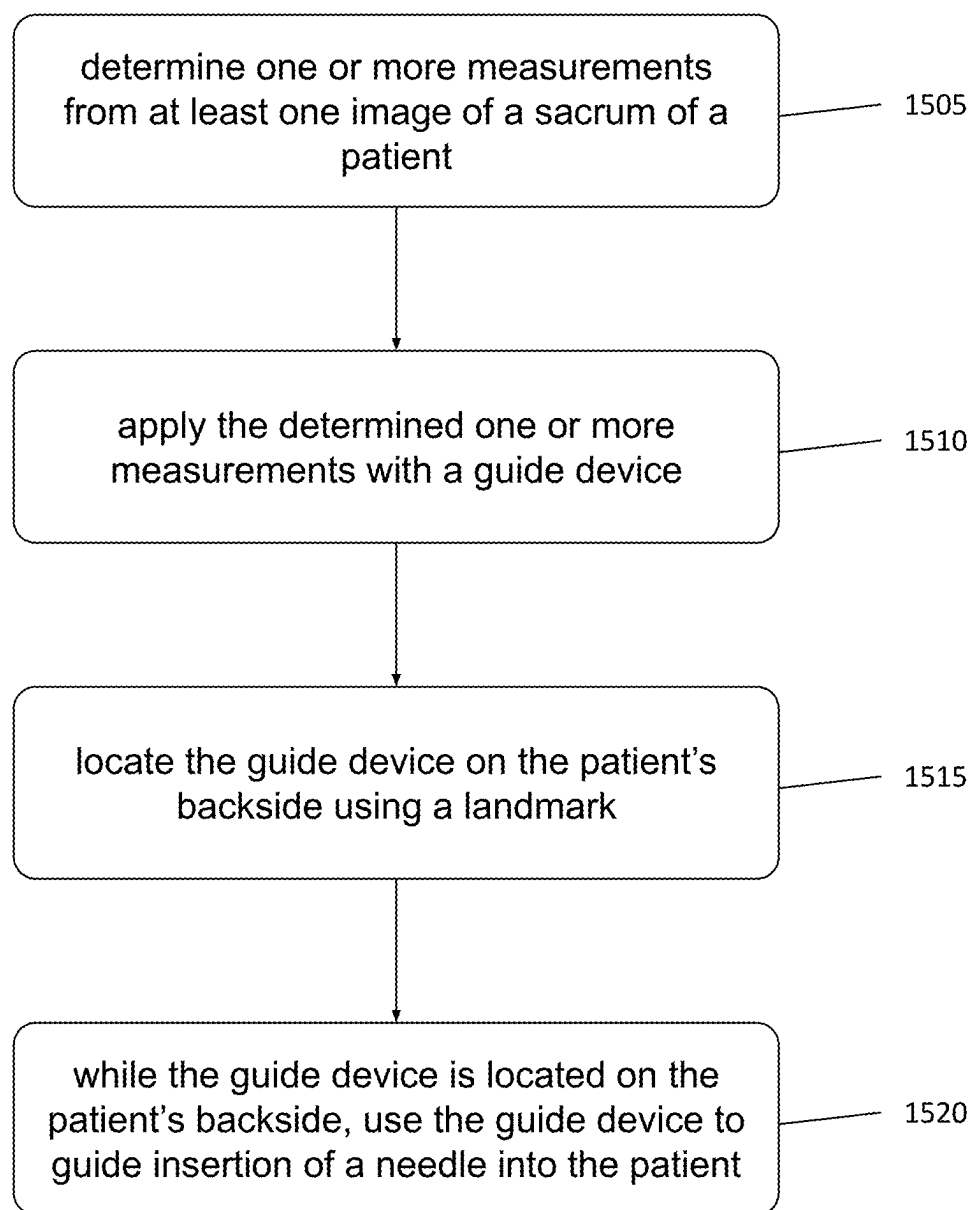 determine one or more measurements
from at least one image of a sacrum of a
patient
1505
apply the determined one or more
measurements with a guide device
1510
locate the guide device on the patient’s
backside using a landmark
1515
while the guide device is located on the
patient’s backside, use the guide device to
guide insertion of a needle into the patient
1520